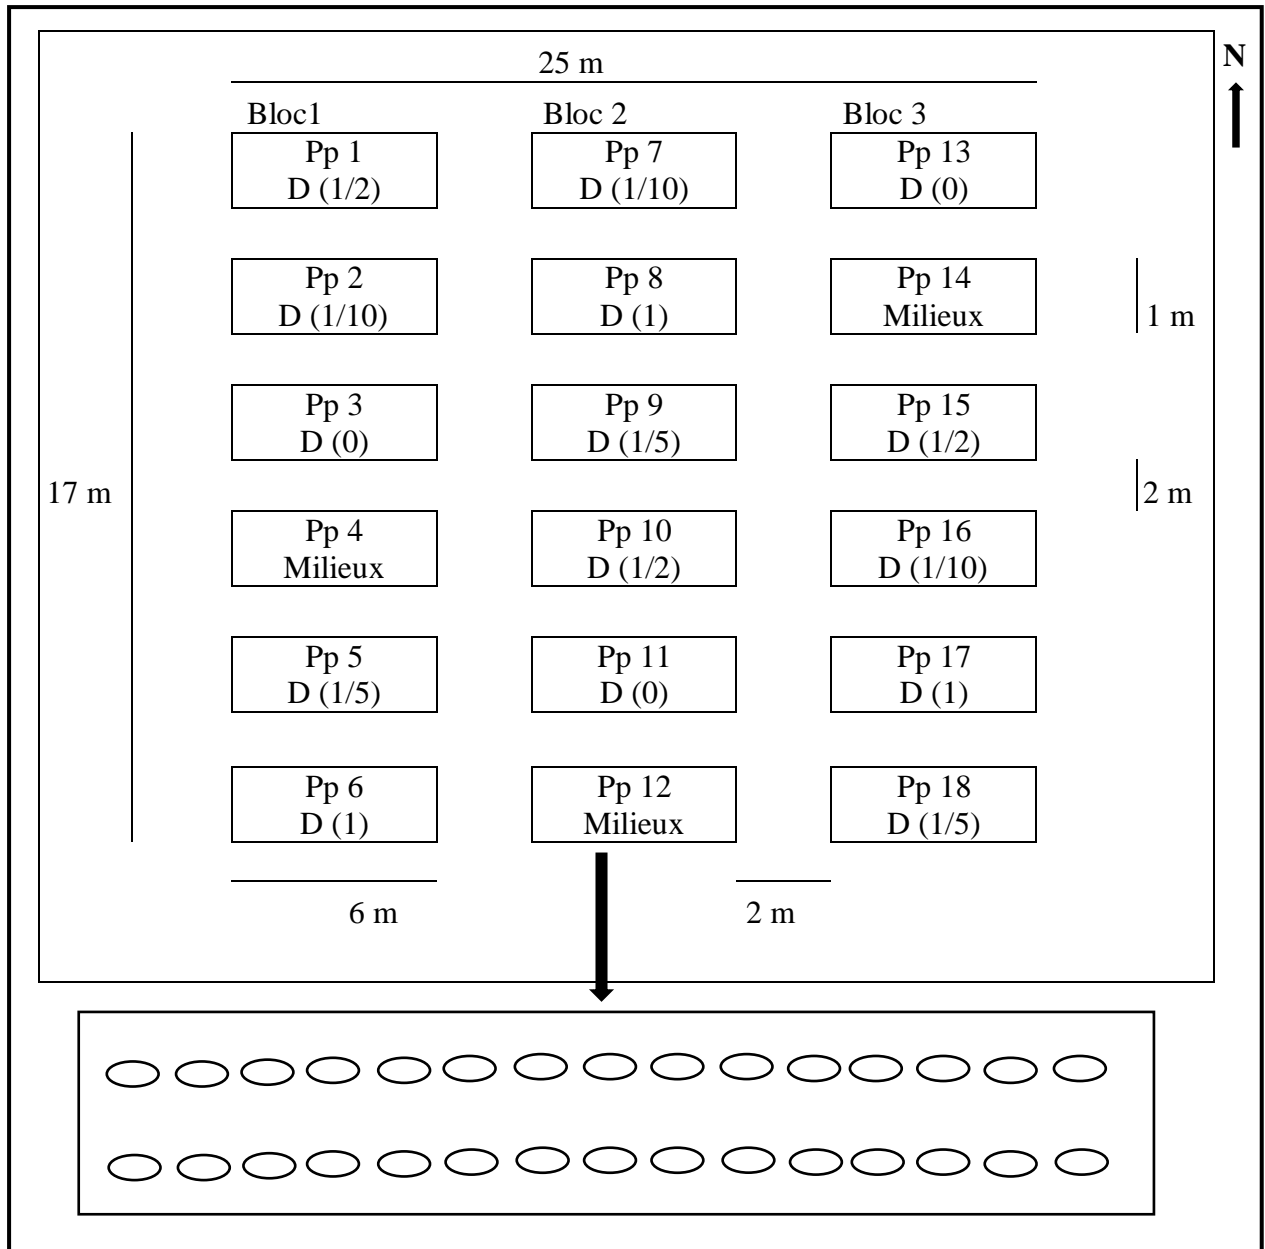 25 m
N
Bloc1
Bloc 2
Bloc 3
Pp 1
D (1/2)
Pp 7
D (1/10)
Pp 13
D (0)
Pp 2
D (1/10)
Pp 8
D (1)
Pp 14
Milieux
1 m
Pp 3
D (0)
Pp 9
D (1/5)
Pp 15
D (1/2)
17 m
2 m
Pp 4
Milieux
Pp 10
D (1/2)
Pp 16
D (1/10)
Pp 5
D (1/5)
Pp 11
D (0)
Pp 17
D (1)
Pp 6
D (1)
Pp 12
Milieux
Pp 18
D (1/5)
6 m
2 m